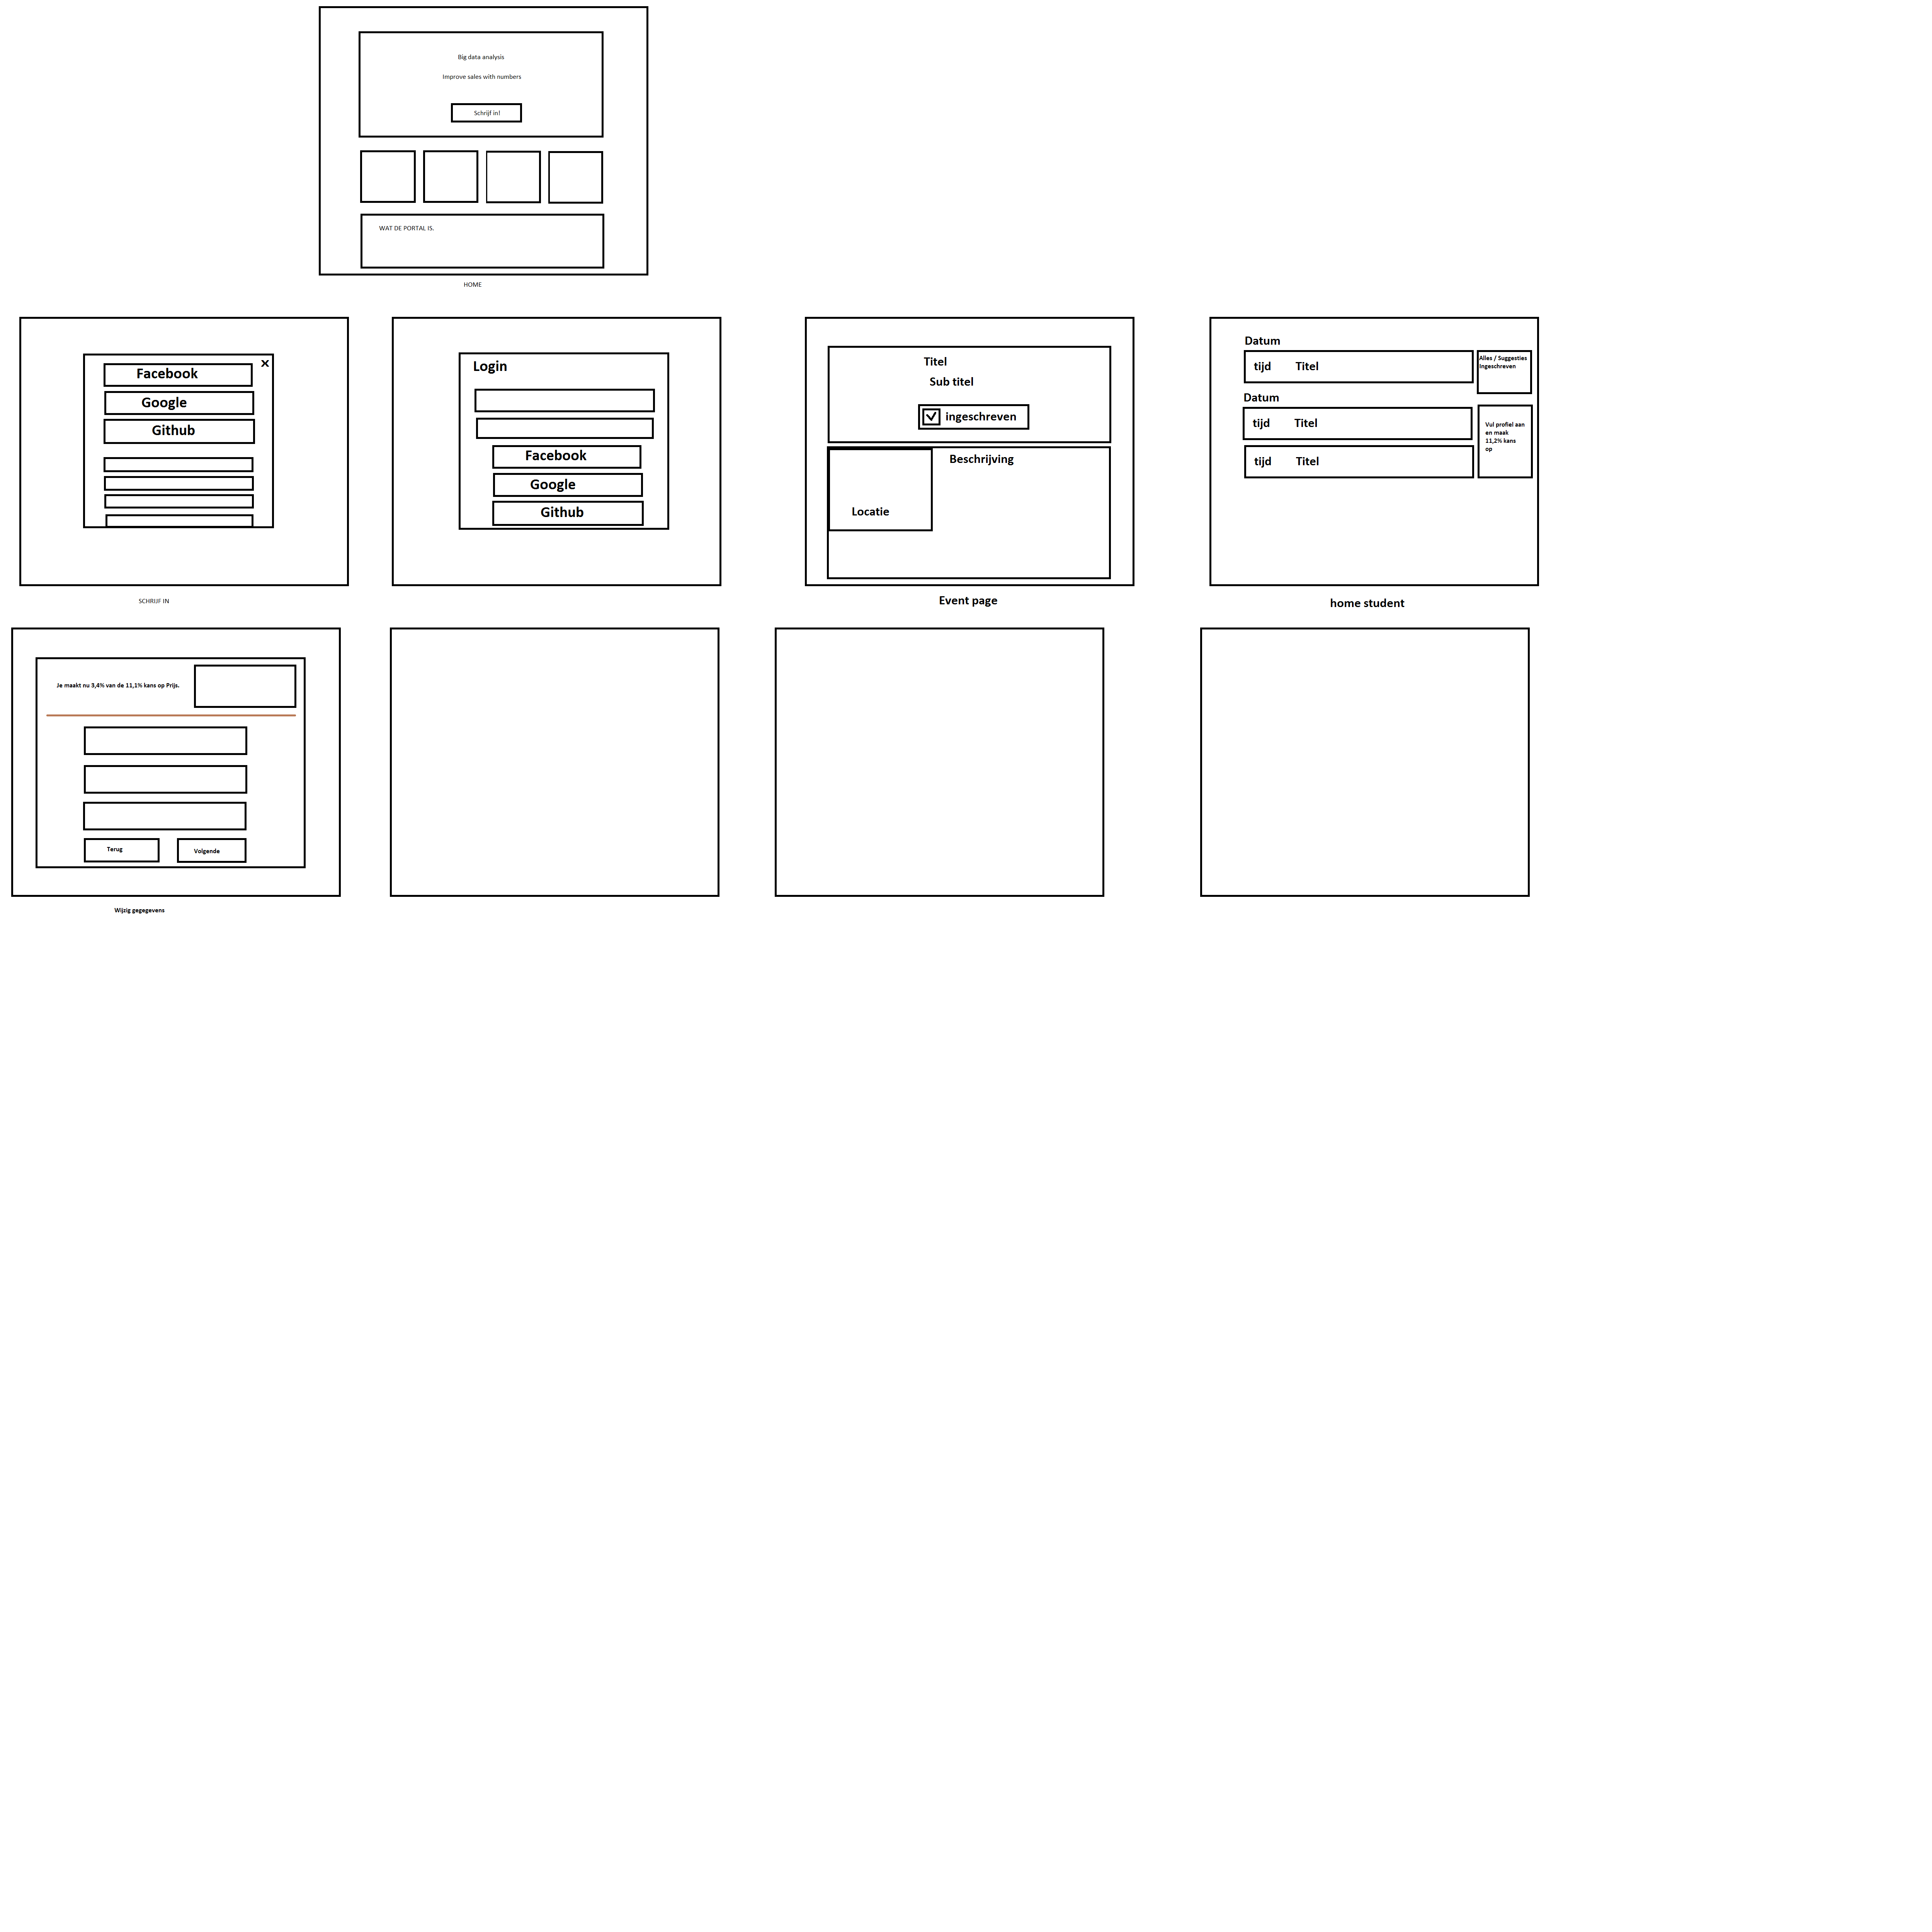 Big data analysis
Improve sales with numbers
Schrijf in!
WAT DE PORTAL IS.
HOME
Facebook
Google
Github
SCHRIJF IN
Login
Facebook
Google
Github
Titel
Sub titel
ingeschreven
Beschrijving
Locatie
Event page
Datum
tijd Titel
Datum
tijd Titel
tijd Titel
Alles / Suggesties
Ingeschreven
Vul profiel aan
en maak
11,2% kans
op
home student
Je maakt nu 3,4% van de 11,1% kans op Prijs.
Terug
Volgende
Wijzig gegegevens